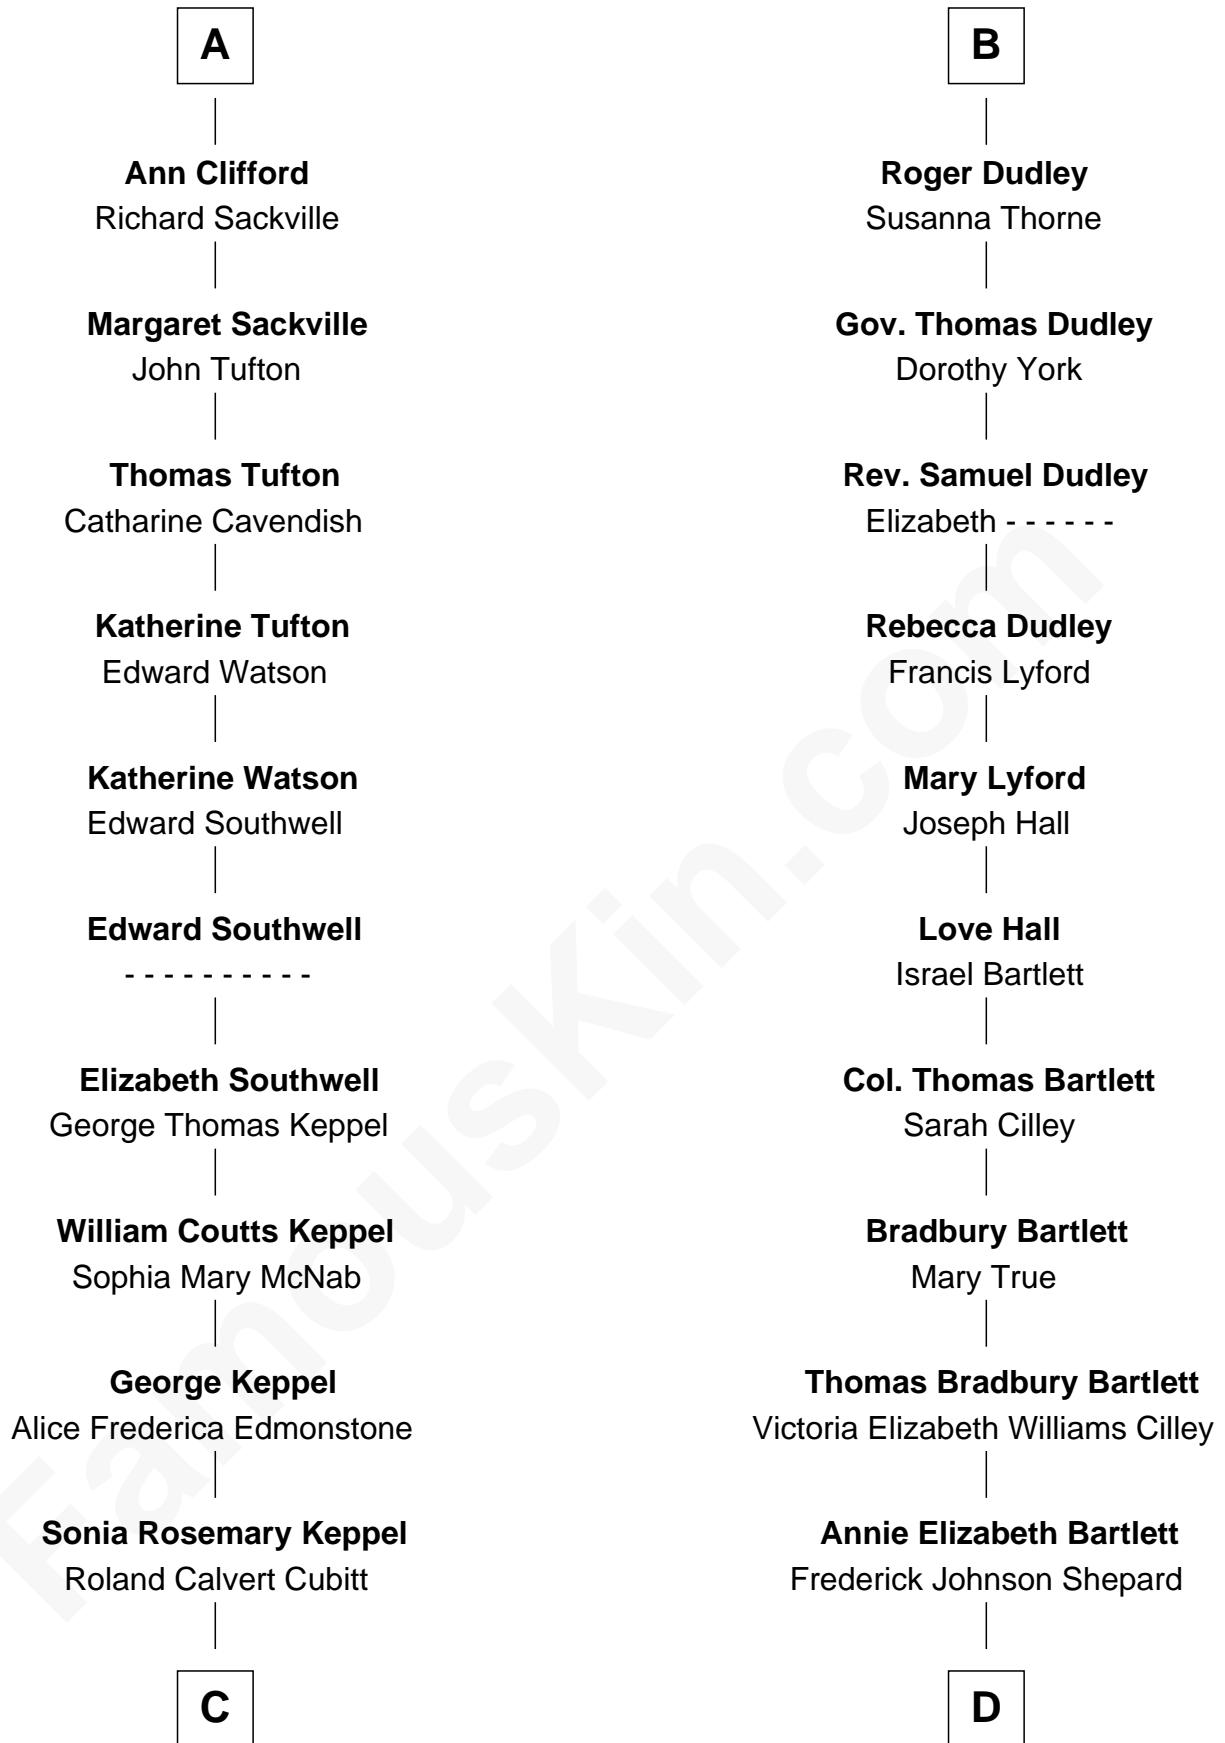 A
Ann Clifford
Richard Sackville
Margaret Sackville
John Tufton
Thomas Tufton
Catharine Cavendish
Katherine Tufton
Edward Watson
Katherine Watson
Edward Southwell
Edward Southwell
- - - - - - - - - -
Elizabeth Southwell
George Thomas Keppel
William Coutts Keppel
Sophia Mary McNab
George Keppel
Alice Frederica Edmonstone
Sonia Rosemary Keppel
Roland Calvert Cubitt
C
B
Roger Dudley
Susanna Thorne
Gov. Thomas Dudley
Dorothy York
Rev. Samuel Dudley
Elizabeth - - - - - -
Rebecca Dudley
Francis Lyford
Mary Lyford
Joseph Hall
Love Hall
Israel Bartlett
Col. Thomas Bartlett
Sarah Cilley
Bradbury Bartlett
Mary True
Thomas Bradbury Bartlett
Victoria Elizabeth Williams Cilley
Annie Elizabeth Bartlett
Frederick Johnson Shepard
D
FamousKin.com